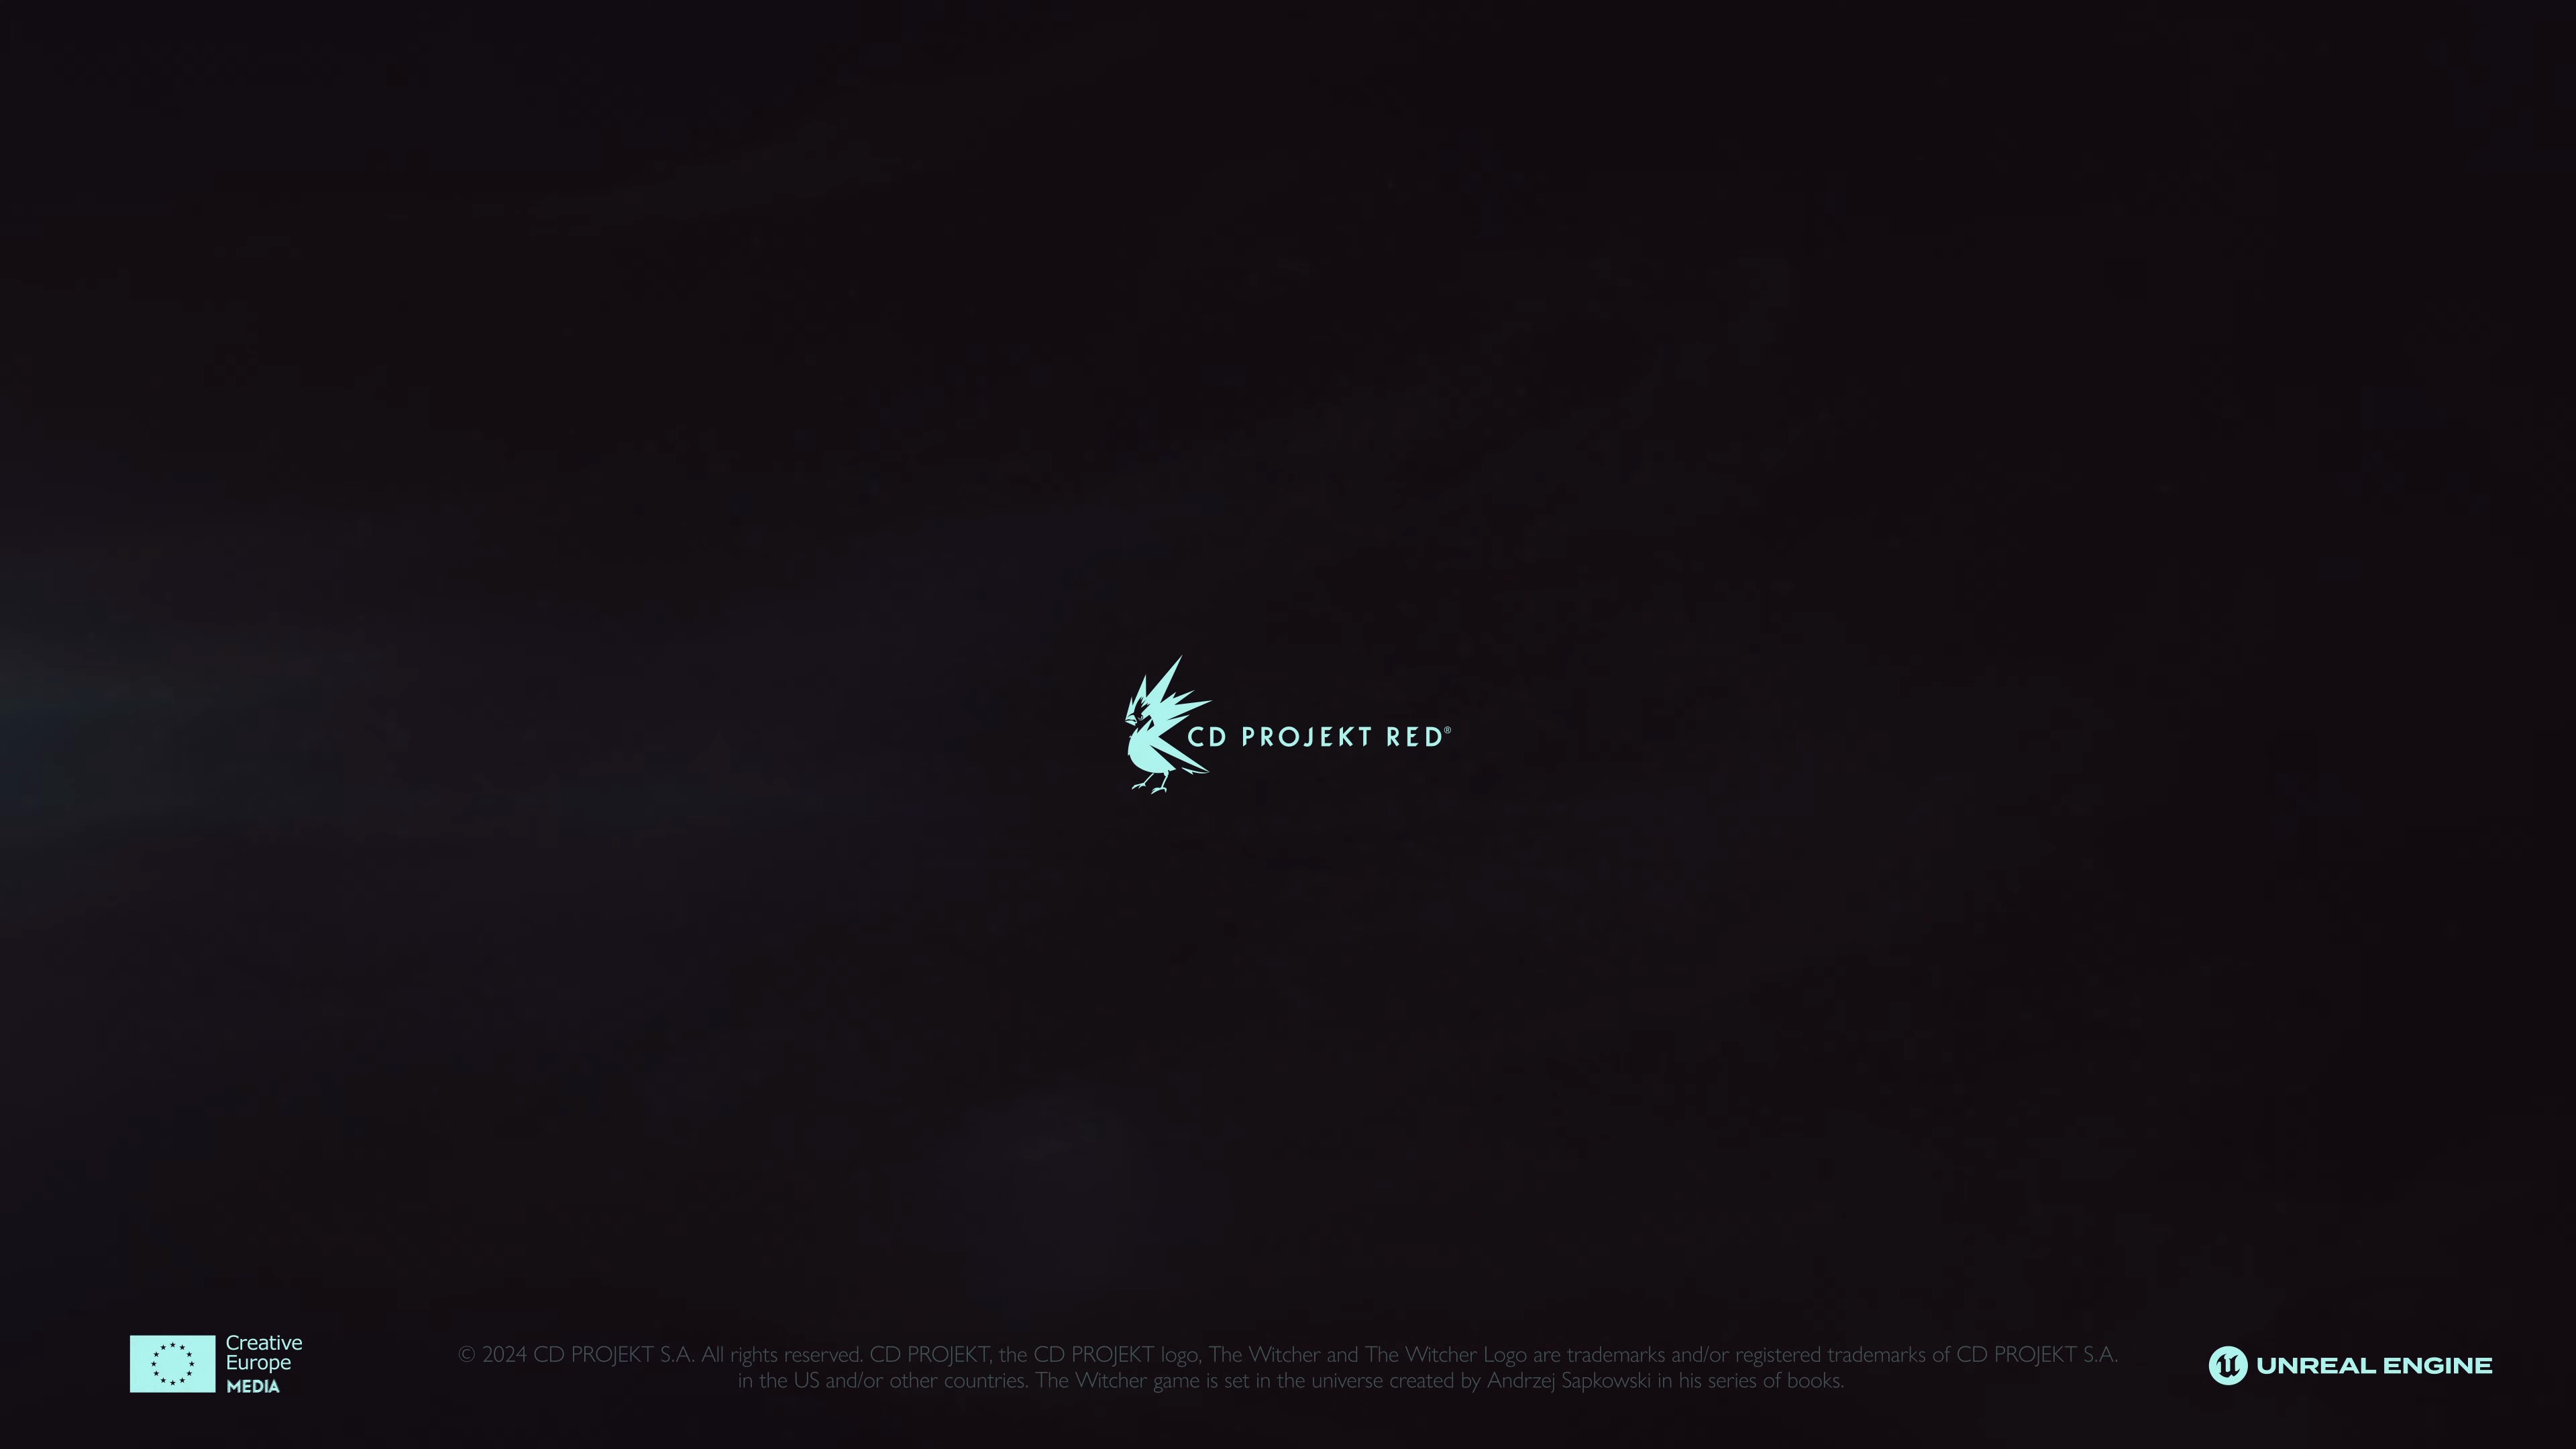 CD PROJEKT RED®
Creative
Europe
MEDIA
© 2024 CD PROJEKT S.A. All rights reserved. CD PROJEKT, the CD PROJEKT logo, The Witcher and The Witcher Logo are trademarks and/or registered trademarks of CD PROJEKT S.A.
in the US and/or other countries. The Witcher game is set in the universe created by Andrzej Sapkowski in his series of books.
UNREAL ENGINE